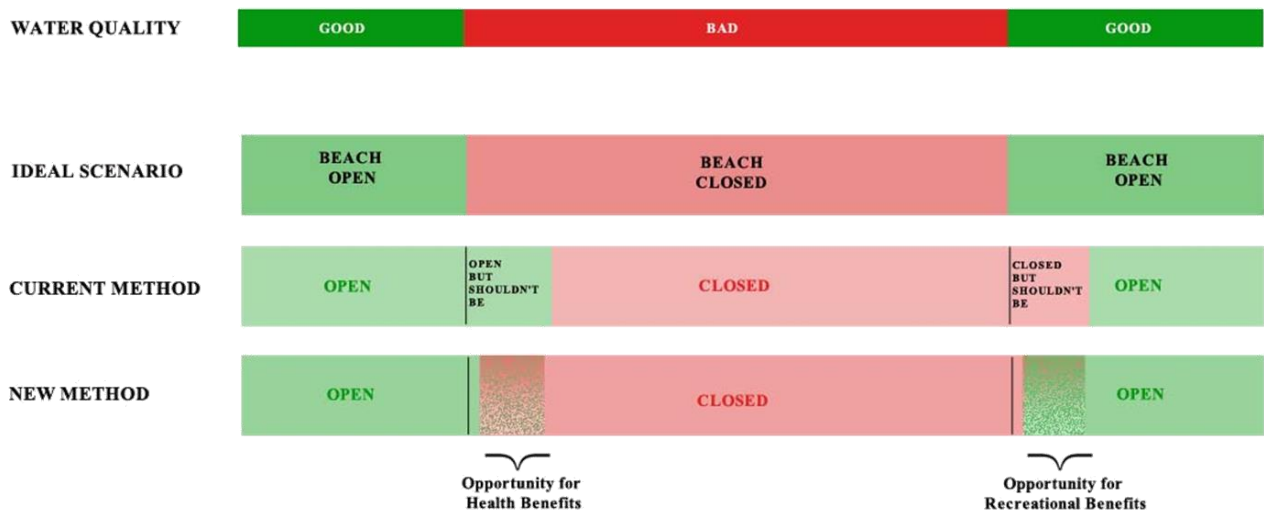 WATER QUALITY
GOOD
BAD
GOOD
IDEAL SCENARIO
BEACH
OPEN
BEACH
CLOSED
BEACH
OPEN
CURRENT METHOD
OPEN
OPEN
BUT
SHOULDN'T
BE
CLOSED
CLOSED
BUT
SHOULDN'T
BE
OPEN
NEW METHOD
OPEN
CLOSED
OPEN
Opportunity for
Health Benefits
Opportunity for
Recreational Benefits